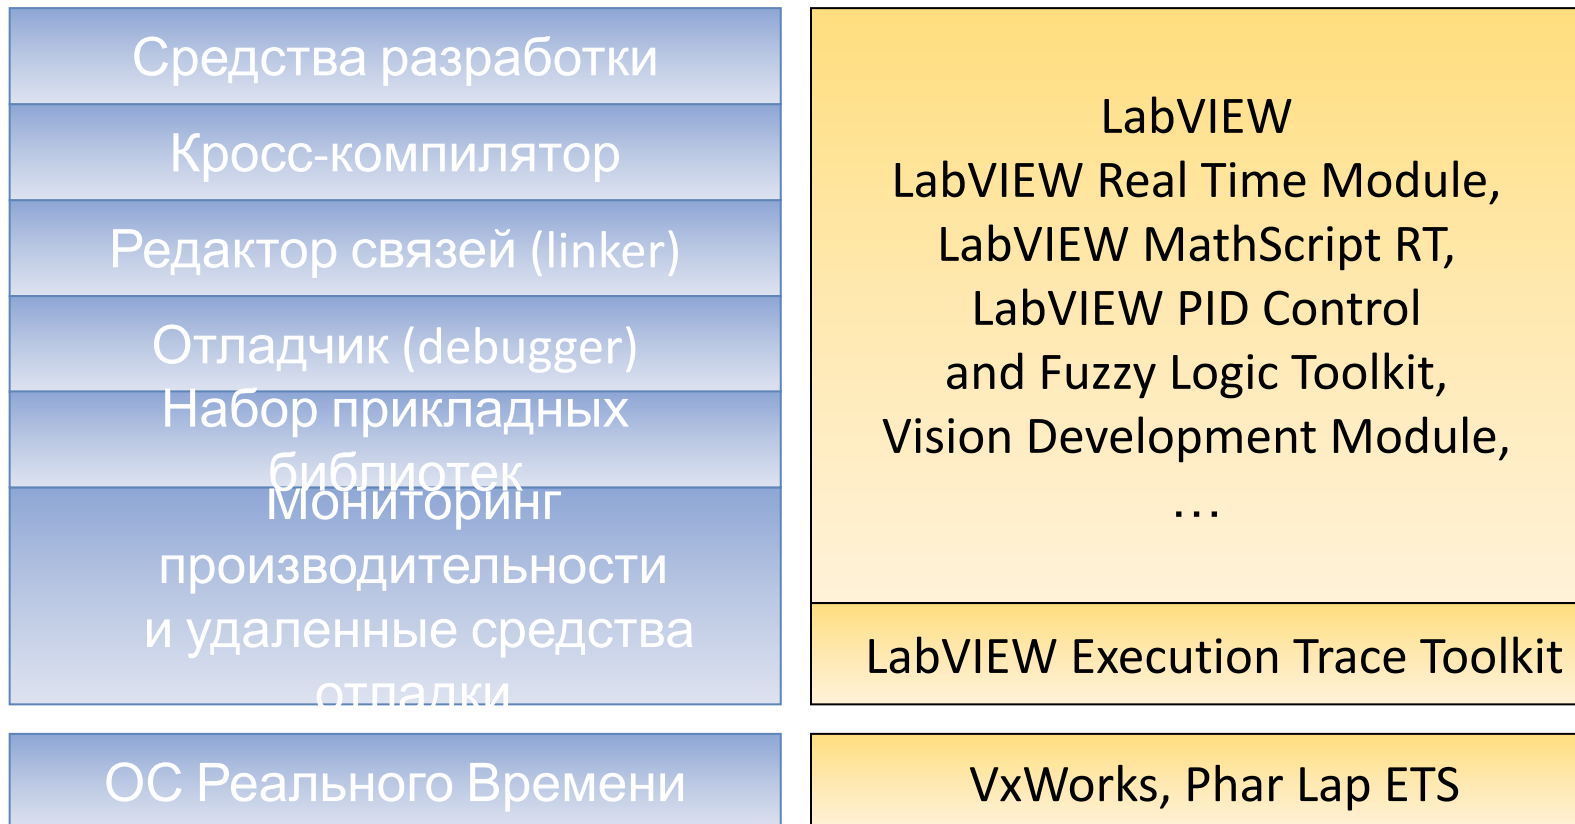 Средства разработки
Кросс-компилятор
Редактор связей (linker)
Отладчик (debugger)
Набор прикладных
библиотек
Мониторинг
производительности
и удаленные средства
отладки
ОС Реального Времени
LabVIEW
LabVIEW Real Time Module,
LabVIEW MathScript RT,
LabVIEW PID Control
and Fuzzy Logic Toolkit,
Vision Development Module,
...
LabVIEW Execution Trace Toolkit
VxWorks, Phar Lap ETS